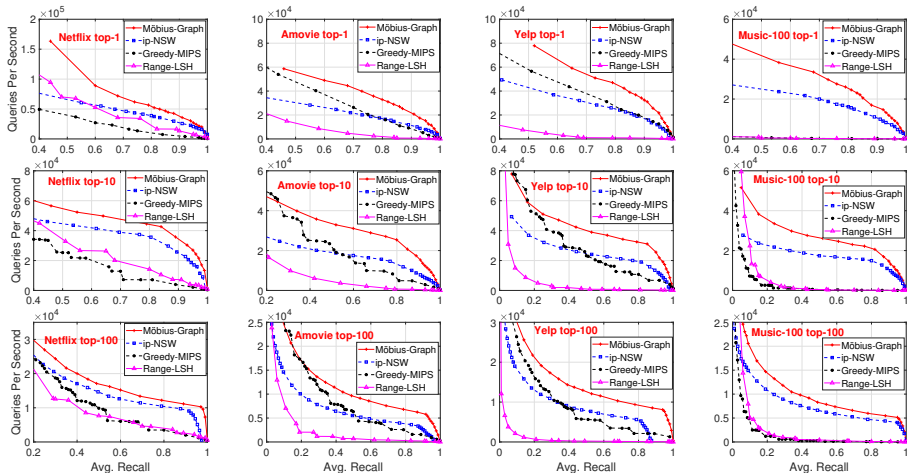 Netflix top-1
Queries Per Second
2.5 ×10^5
2
1.5
1
0.5
0
0.4 0.5 0.6 0.7 0.8 0.9 1
Möbius-Graph
ip-NSW
Greedy-MIPS
Range-LSH
Amovie top-1
10 ×10^4
8
6
4
2
0
0.4 0.5 0.6 0.7 0.8 0.9 1
Möbius-Graph
ip-NSW
Greedy-MIPS
Range-LSH
Yelp top-1
9 ×10^4
6
3
0
0.4 0.5 0.6 0.7 0.8 0.9 1
Möbius-Graph
ip-NSW
Greedy-MIPS
Range-LSH
Music-100 top-1
6 ×10^4
4
2
0
0.4 0.5 0.6 0.7 0.8 0.9 1
Möbius-Graph
ip-NSW
Greedy-MIPS
Range-LSH
Netflix top-10
Queries Per Second
8 ×10^4
6
4
2
0
0.4 0.5 0.6 0.7 0.8 0.9 1
Möbius-Graph
ip-NSW
Greedy-MIPS
Range-LSH
Amovie top-10
6 ×10^4
4
2
0
0.2 0.4 0.6 0.8 1
Möbius-Graph
ip-NSW
Greedy-MIPS
Range-LSH
Yelp top-10
8 ×10^4
6
4
2
0
0 0.2 0.4 0.6 0.8 1
Möbius-Graph
ip-NSW
Greedy-MIPS
Range-LSH
Music-100 top-10
6 ×10^4
4
2
0
0 0.2 0.4 0.6 0.8 1
Möbius-Graph
ip-NSW
Greedy-MIPS
Range-LSH
Netflix top-100
Queries Per Second
3 ×10^4
2
1
0
0.2 0.4 0.6 0.8 1
Avg. Recall
Möbius-Graph
ip-NSW
Greedy-MIPS
Range-LSH
Amovie top-100
2.5 ×10^4
2
1.5
1
0.5
0
0 0.2 0.4 0.6 0.8 1
Avg. Recall
Möbius-Graph
ip-NSW
Greedy-MIPS
Range-LSH
Yelp top-100
3 ×10^4
2
1
0
0 0.2 0.4 0.6 0.8 1
Avg. Recall
Möbius-Graph
ip-NSW
Greedy-MIPS
Range-LSH
Music-100 top-100
2.5 ×10^4
2
1.5
1
0.5
0
0 0.2 0.4 0.6 0.8 1
Avg. Recall
Möbius-Graph
ip-NSW
Greedy-MIPS
Range-LSH